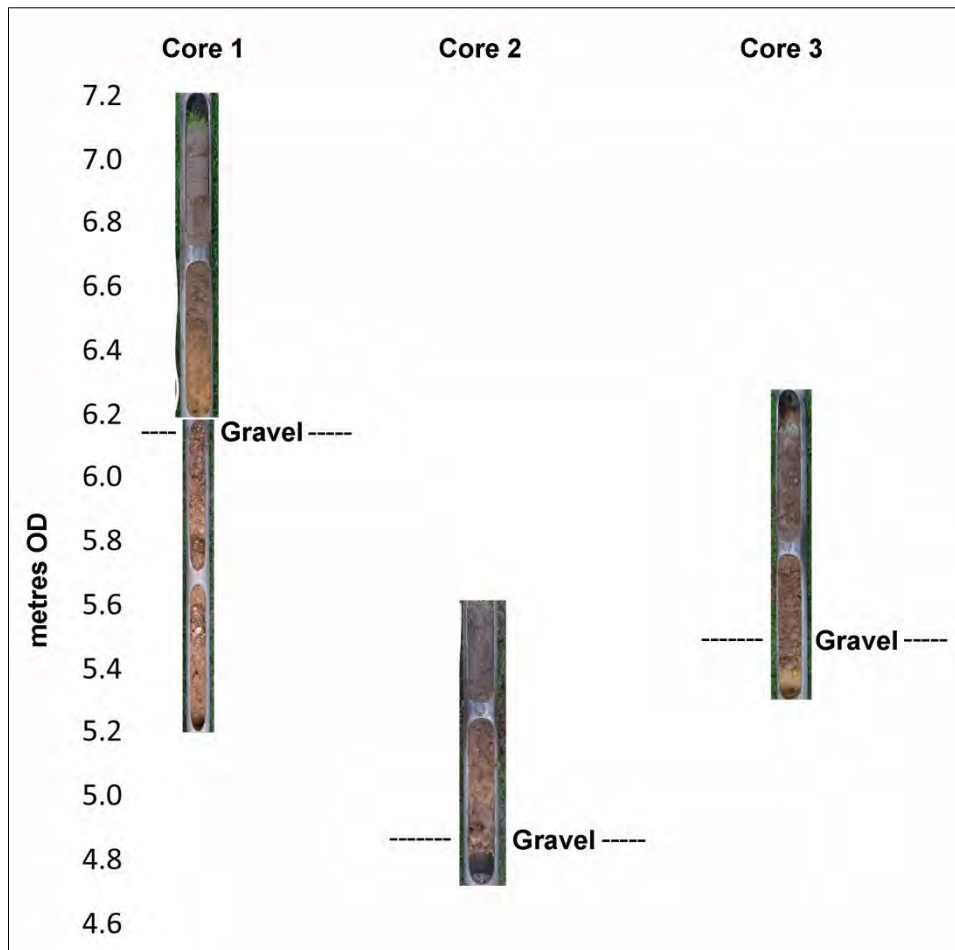 Core 1 Core 2 Core 3
7.2
7.0
6.8
6.6
6.4
6.2
---- Gravel -----
6.0
5.8
5.6
------- Gravel -----
5.4
5.2
5.0
------- Gravel -----
4.8
4.6
metres OD